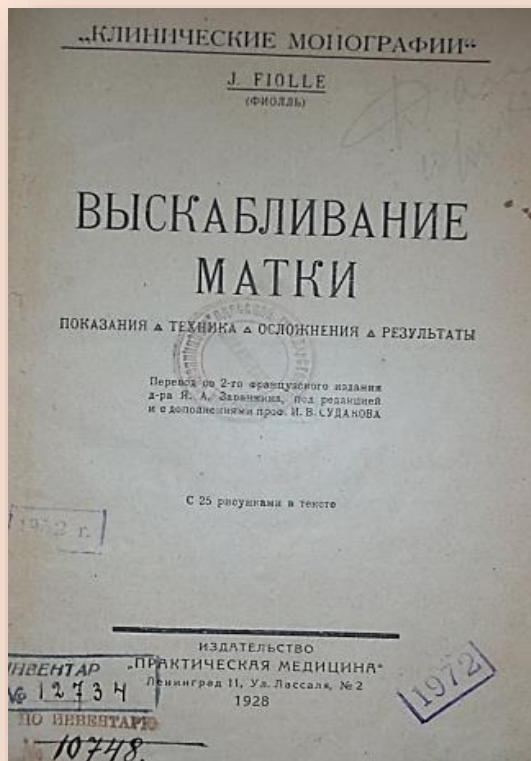 „КЛИНИЧЕСКИЕ МОНОГРАФИИ“
J. FIOLLE
(ФИОЛЛЬ)
ВЫСКАБЛИВАНИЕ
МАТКИ
ПОКАЗАНИЯ ▵ ТЕХНИКА ▵ ОСЛОЖНЕНИЯ ▵ РЕЗУЛЬТАТЫ
Перевод со 2-го французского издания
д-ра Я. А. под редакцией
и с дополнениями проф. И. В. СУДАКОВА
С 25 рисунками в тексте
г.
ИЗДАТЕЛЬСТВО
„ПРАКТИЧЕСКАЯ МЕДИЦИНА“
Ленинград 11, Ул. Лассаля, № 2
1928
1972
ИНВЕНТАР
№ 12734
ПО ИНВЕНТАРЮ
10748.